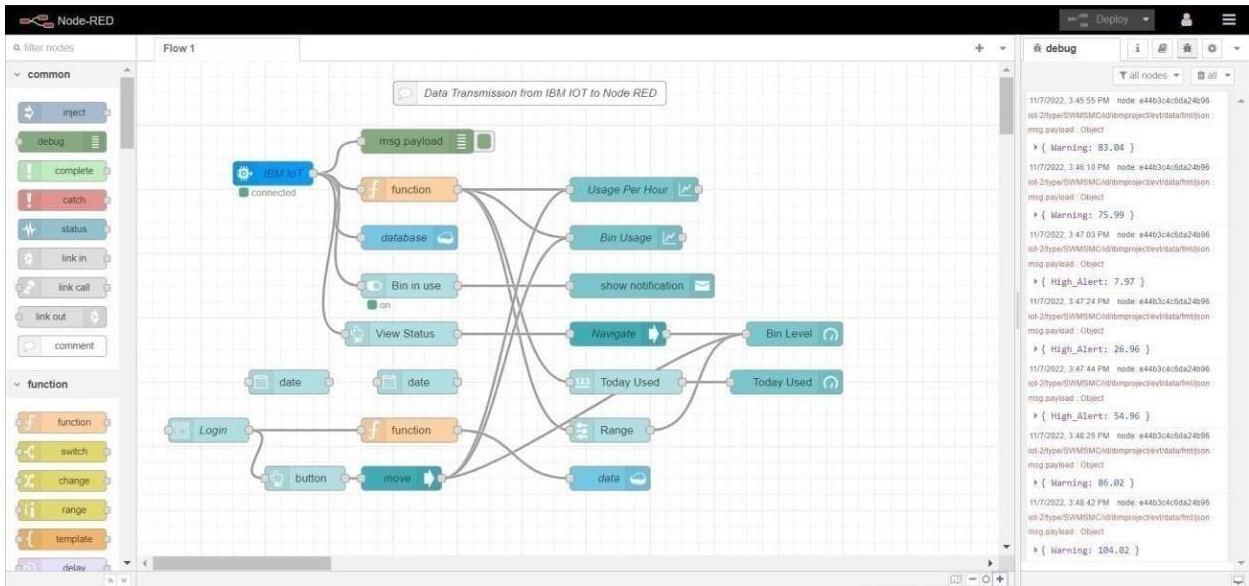 Node-RED
Deploy
filter nodes
common
inject
debug
complete
catch
status
link in
link call
link out
comment
function
function
switch
change
range
template
delay
Flow 1
Data Transmission from IBM IOT to Node RED
msg.payload
IBM IoT
connected
function
Usage Per Hour
database
Bin Usage
Bin in use
on
show notification
View Status
Navigate
Bin Level
date
date
123
Today Used
Today Used
Login
function
Range
button
move
data
debug
all nodes
all
11/7/2022, 3:45:55 PM node: e44b3c4c6da24b96
iot-2/type/SWMSMC/id/ibmproject/evt/data/fmt/json :
msg.payload : Object
{ Warning: 83.04 }
11/7/2022, 3:46:10 PM node: e44b3c4c6da24b96
iot-2/type/SWMSMC/id/ibmproject/evt/data/fmt/json :
msg.payload : Object
{ Warning: 75.99 }
11/7/2022, 3:47:03 PM node: e44b3c4c6da24b96
iot-2/type/SWMSMC/id/ibmproject/evt/data/fmt/json :
msg.payload : Object
{ High_Alert: 7.97 }
11/7/2022, 3:47:24 PM node: e44b3c4c6da24b96
iot-2/type/SWMSMC/id/ibmproject/evt/data/fmt/json :
msg.payload : Object
{ High_Alert: 26.96 }
11/7/2022, 3:47:44 PM node: e44b3c4c6da24b96
iot-2/type/SWMSMC/id/ibmproject/evt/data/fmt/json :
msg.payload : Object
{ High_Alert: 54.96 }
11/7/2022, 3:48:25 PM node: e44b3c4c6da24b96
iot-2/type/SWMSMC/id/ibmproject/evt/data/fmt/json :
msg.payload : Object
{ Warning: 86.02 }
11/7/2022, 3:48:42 PM node: e44b3c4c6da24b96
iot-2/type/SWMSMC/id/ibmproject/evt/data/fmt/json :
msg.payload : Object
{ Warning: 104.02 }